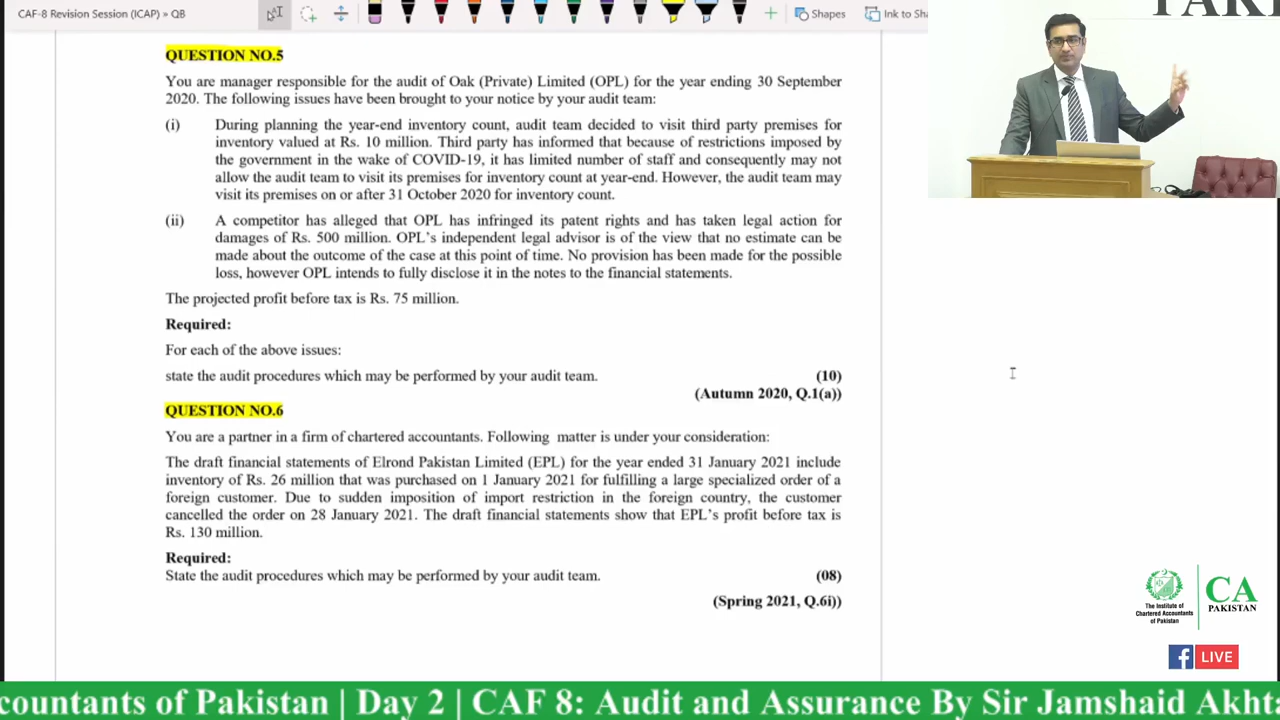 CAF-8 Revision Session (ICAP) » QB
Shapes
Ink to Sh
QUESTION NO.5
You are manager responsible for the audit of Oak (Private) Limited (OPL) for the year ending 30 September
2020. The following issues have been brought to your notice by your audit team:
(i) During planning the year-end inventory count, audit team decided to visit third party premises for
inventory valued at Rs. 10 million. Third party has informed that because of restrictions imposed by
the government in the wake of COVID-19, it has limited number of staff and consequently may not
allow the audit team to visit its premises for inventory count at year-end. However, the audit team may
visit its premises on or after 31 October 2020 for inventory count.
(ii) A competitor has alleged that OPL has infringed its patent rights and has taken legal action for
damages of Rs. 500 million. OPL's independent legal advisor is of the view that no estimate can be
made about the outcome of the case at this point of time. No provision has been made for the possible
loss, however OPL intends to fully disclose it in the notes to the financial statements.
The projected profit before tax is Rs. 75 million.
Required:
For each of the above issues:
state the audit procedures which may be performed by your audit team. (10)
(Autumn 2020, Q.1(a))
QUESTION NO.6
You are a partner in a firm of chartered accountants. Following matter is under your consideration:
The draft financial statements of Elrond Pakistan Limited (EPL) for the year ended 31 January 2021 include
inventory of Rs. 26 million that was purchased on 1 January 2021 for fulfilling a large specialized order of a
foreign customer. Due to sudden imposition of import restriction in the foreign country, the customer
cancelled the order on 28 January 2021. The draft financial statements show that EPL's profit before tax is
Rs. 130 million.
Required:
State the audit procedures which may be performed by your audit team. (08)
(Spring 2021, Q.6i))
The Institute of
Chartered Accountants
of Pakistan
CA
PAKISTAN
f LIVE
countants of Pakistan | Day 2 | CAF 8: Audit and Assurance By Sir Jamshaid Akhta